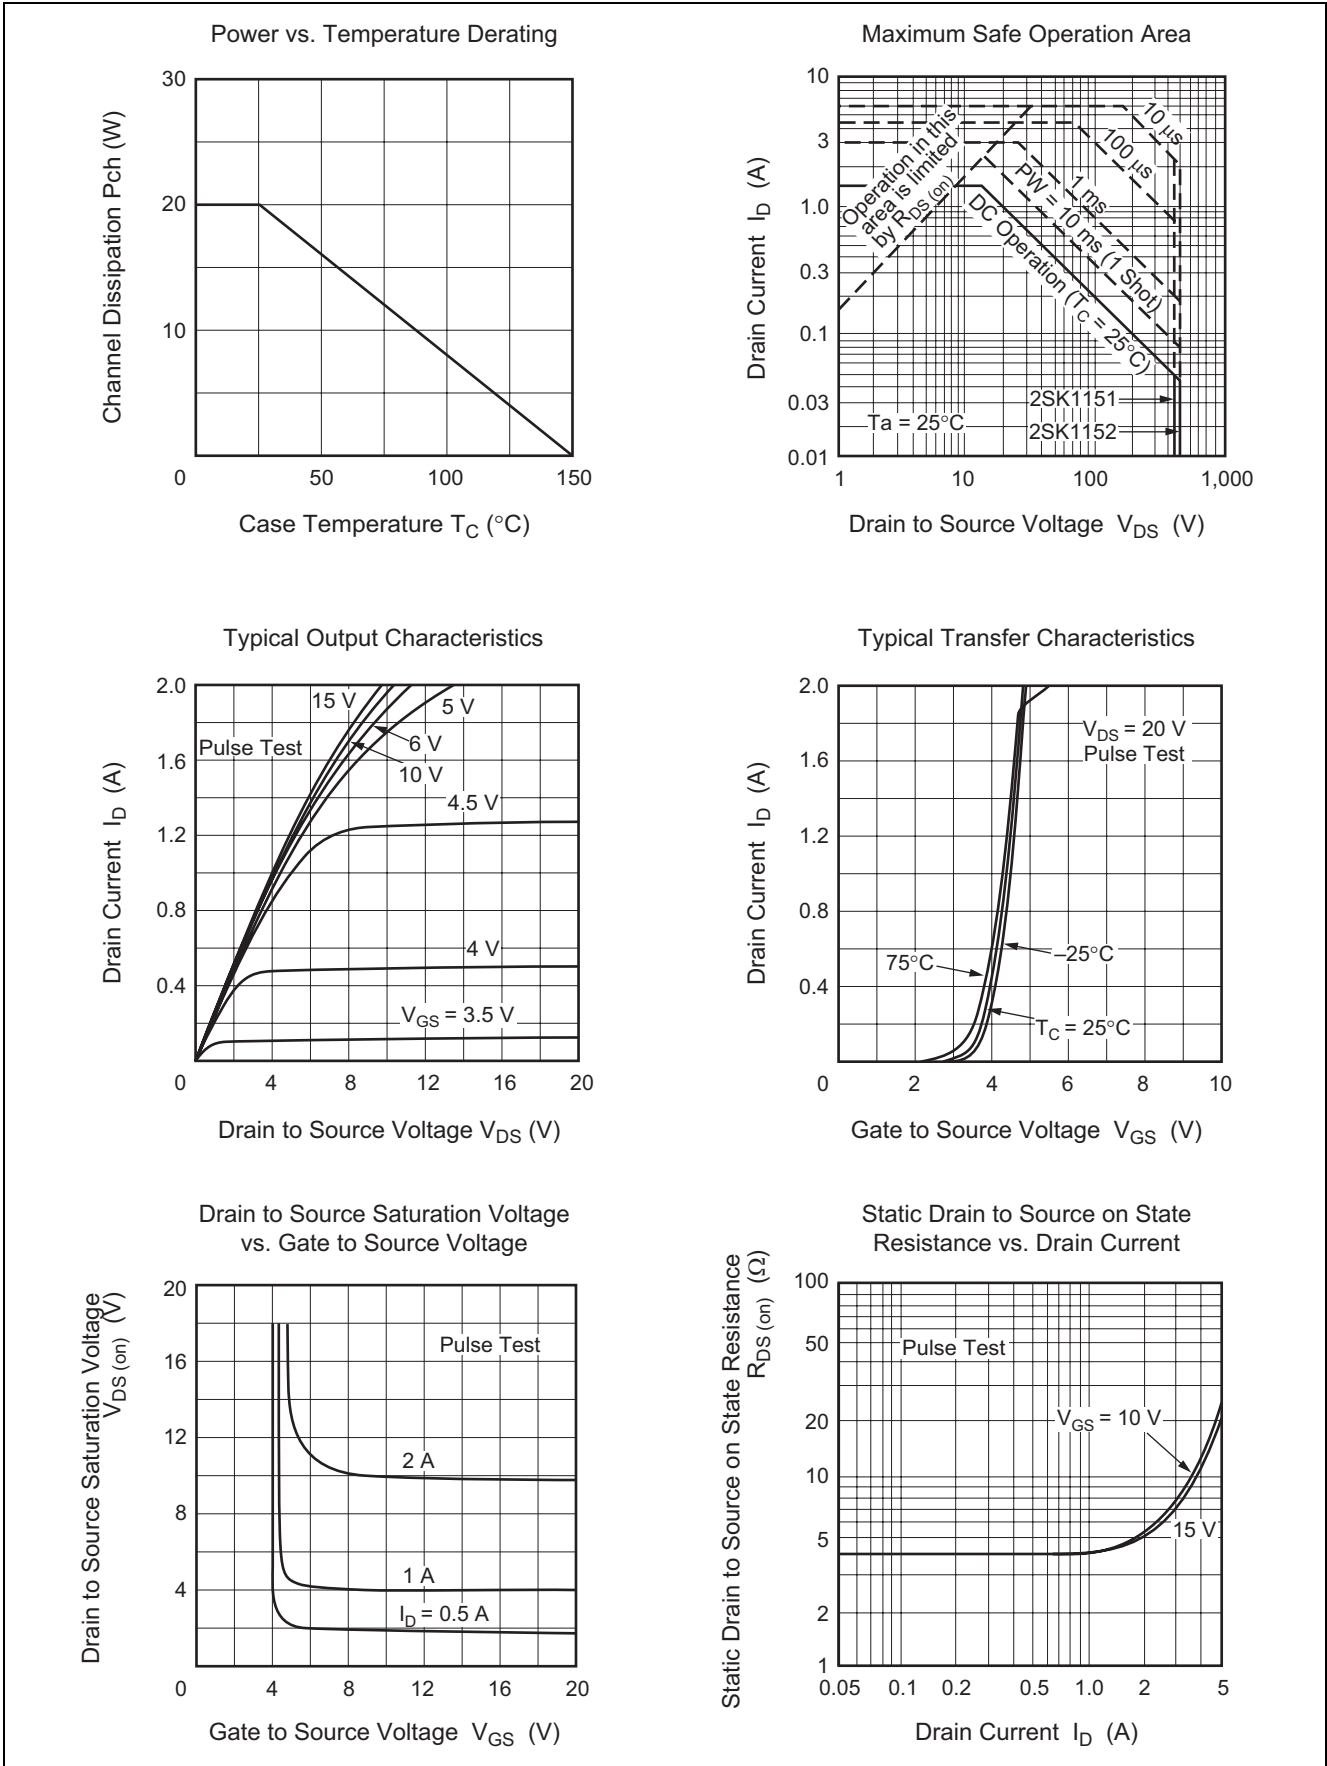 Power vs. Temperature Derating
Channel Dissipation Pch (W)
30
20
10
0
50
100
150
Case Temperature TC (°C)
Maximum Safe Operation Area
Drain Current ID (A)
10
3
1.0
0.3
0.1
0.03
0.01
Operation in this
area is limited
by RDS (on)
10 μs
100 μs
1 ms
PW = 10 ms (1 Shot)
DC Operation (TC = 25°C)
2SK1151
2SK1152
Ta = 25°C
1
10
100
1,000
Drain to Source Voltage VDS (V)
Typical Output Characteristics
Drain Current ID (A)
2.0
1.6
1.2
0.8
0.4
15 V
5 V
Pulse Test
6 V
10 V
4.5 V
4 V
VGS = 3.5 V
0
4
8
12
16
20
Drain to Source Voltage VDS (V)
Typical Transfer Characteristics
Drain Current ID (A)
2.0
1.6
1.2
0.8
0.4
VDS = 20 V
Pulse Test
–25°C
75°C
TC = 25°C
0
2
4
6
8
10
Gate to Source Voltage VGS (V)
Drain to Source Saturation Voltage
vs. Gate to Source Voltage
Drain to Source Saturation Voltage
VDS (on) (V)
20
16
12
8
4
Pulse Test
2 A
1 A
ID = 0.5 A
0
4
8
12
16
20
Gate to Source Voltage VGS (V)
Static Drain to Source on State
Resistance vs. Drain Current
Static Drain to Source on State Resistance
RDS (on) (Ω)
100
50
20
10
5
2
1
Pulse Test
VGS = 10 V
15 V
0.05
0.1
0.2
0.5
1.0
2
5
Drain Current ID (A)